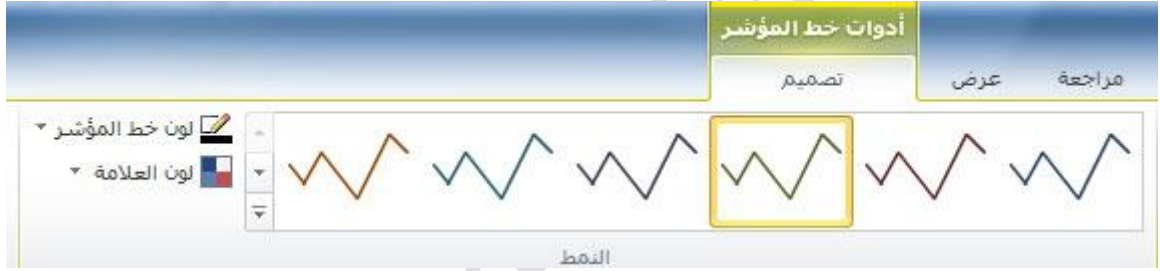 أدوات خط المؤشر
مراجعة
عرض
تصميم
لون خط المؤشر
لون العلامة
النمط